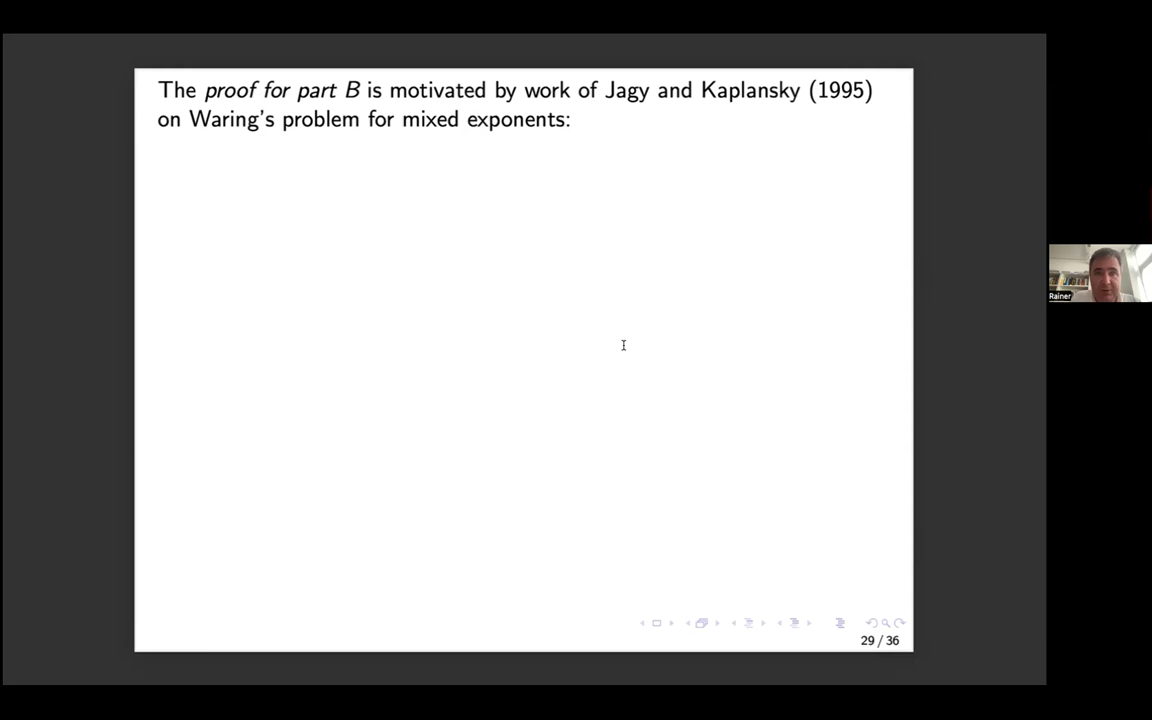 The proof for part B is motivated by work of Jagy and Kaplansky (1995)
on Waring's problem for mixed exponents:
Rainer
29 / 36